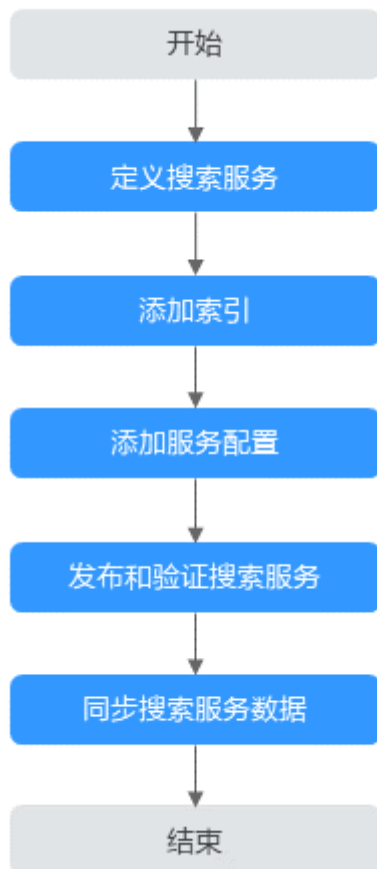 开始
定义搜索服务
添加索引
添加服务配置
发布和验证搜索服务
同步搜索服务数据
结束